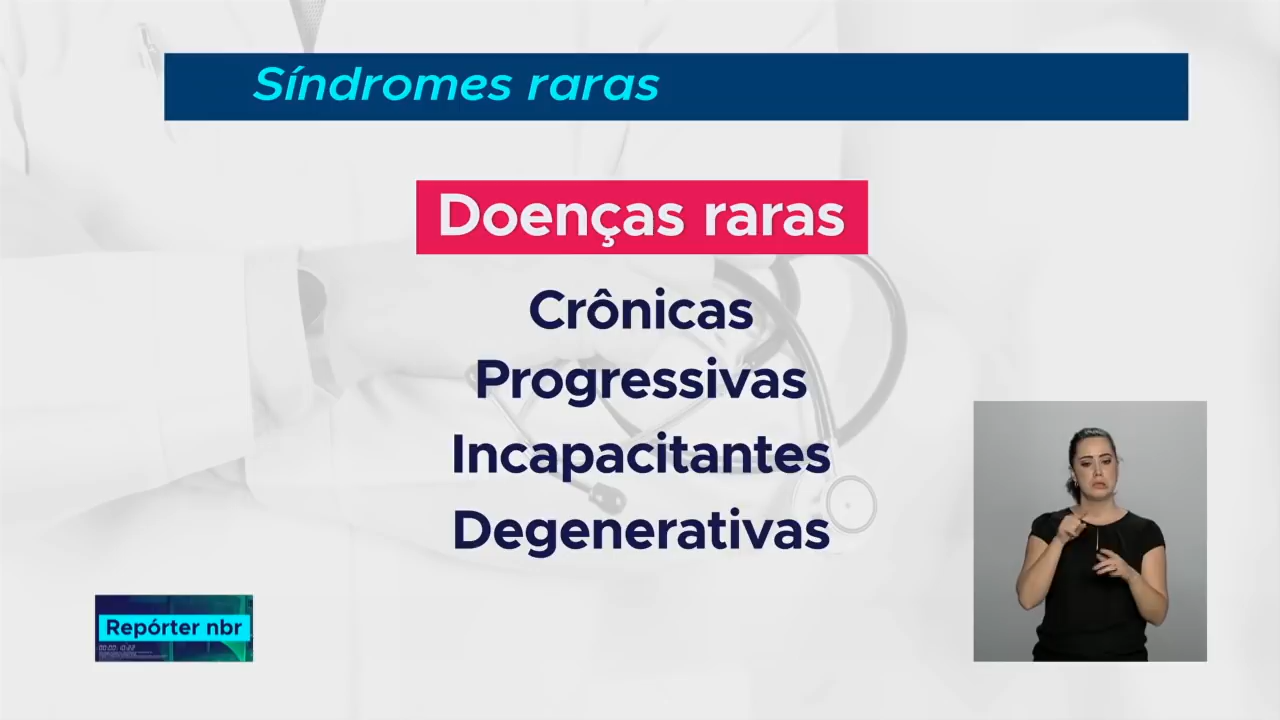 Síndromes raras
Doenças raras
Crônicas
Progressivas
Incapacitantes
Degenerativas
Repórter nbr